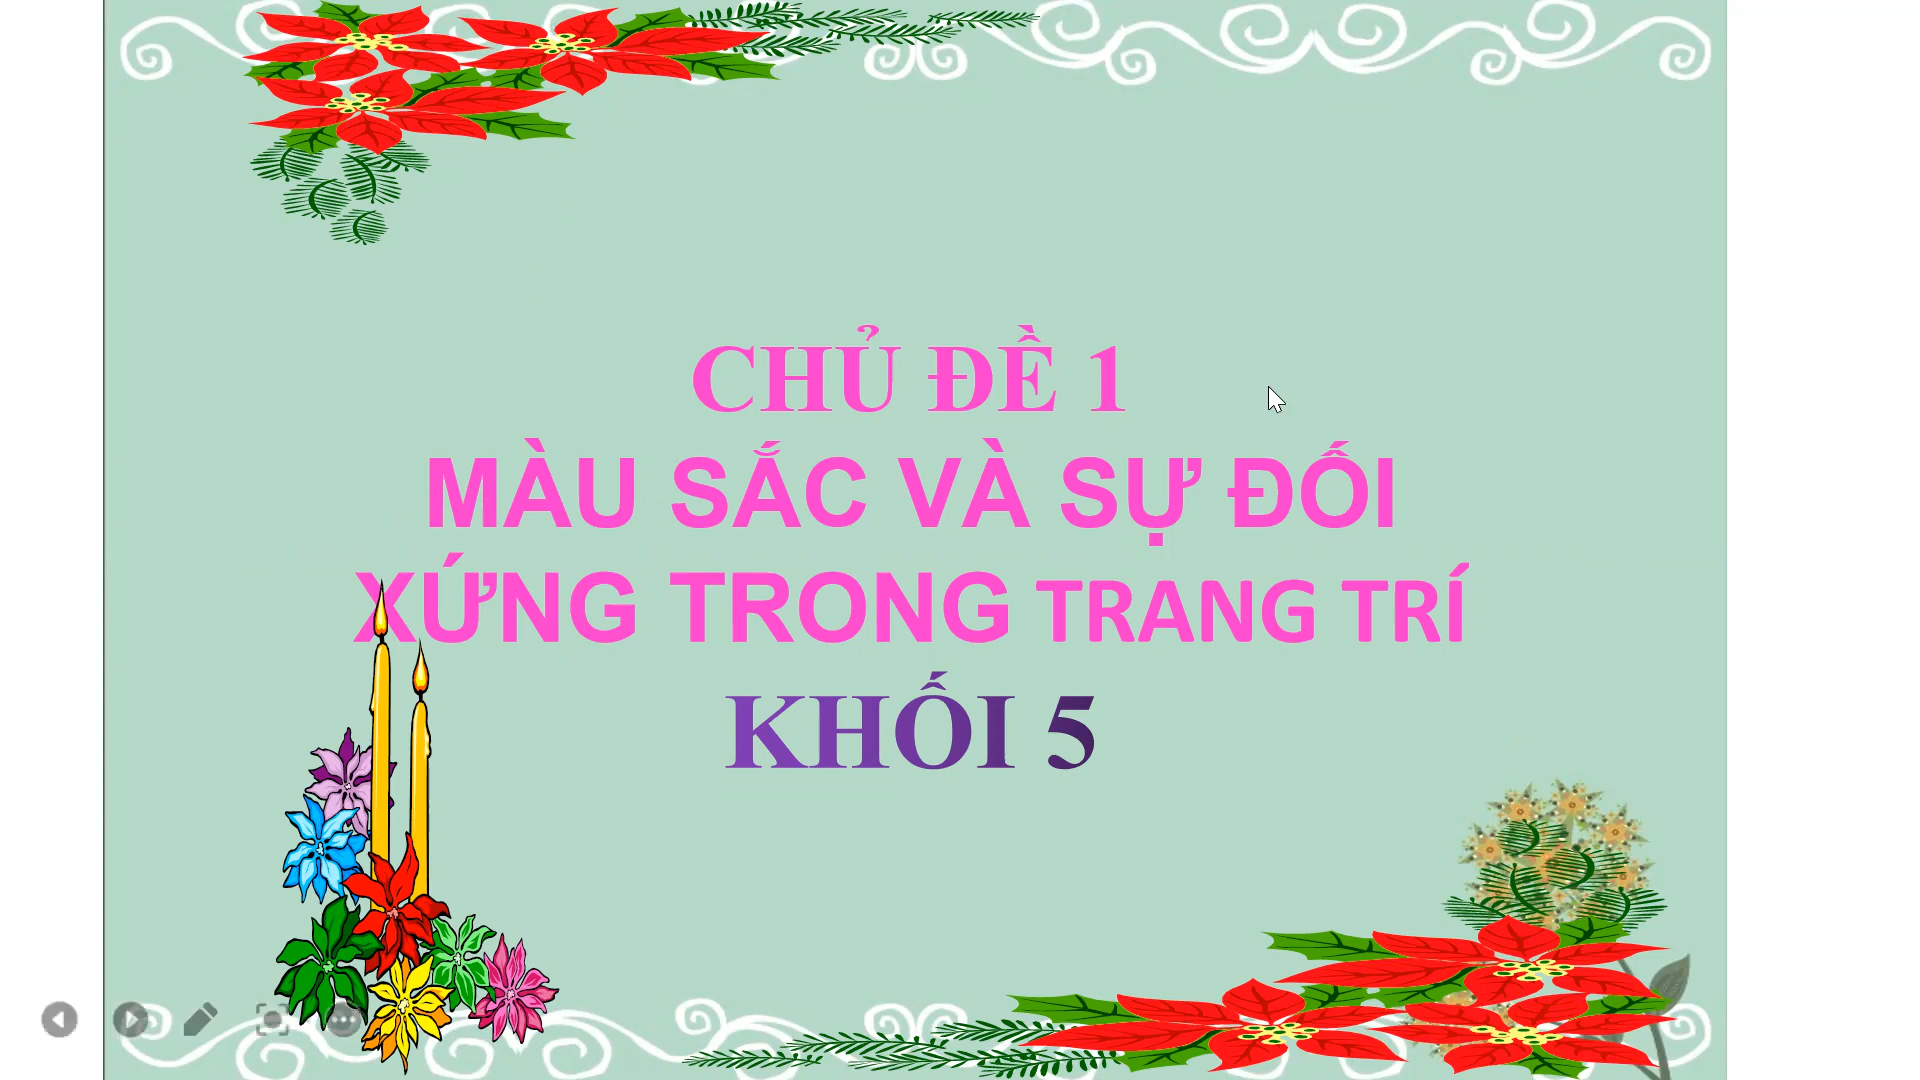 CHỦ ĐỀ 1
MÀU SẮC VÀ SỰ ĐỐI
XỨNG TRONG TRANG TRÍ
KHỐI 5